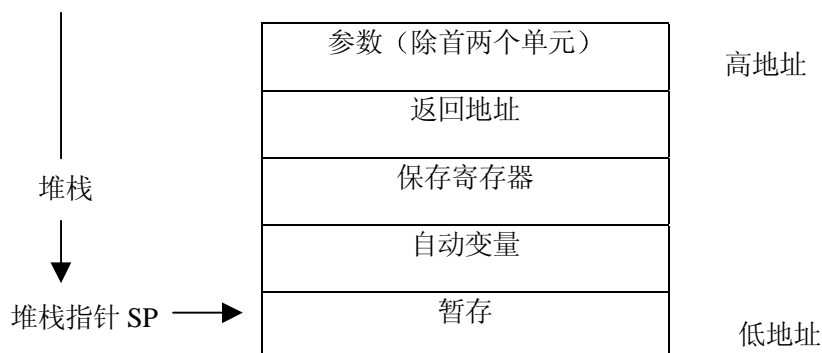 参数（除首两个单元）
高地址
返回地址
保存寄存器
堆栈
自动变量
堆栈指针 SP
暂存
低地址